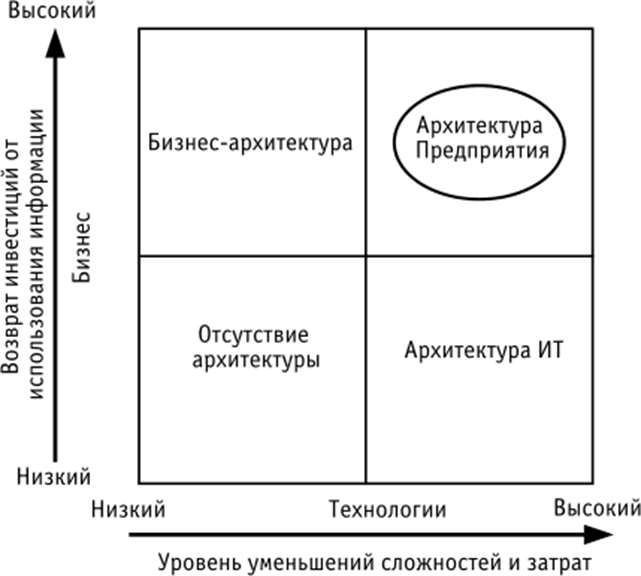 Высокий
Возврат инвестиций от
использования информации
Бизнес
Бизнес-архитектура
Архитектура
Предприятия
Отсутствие
архитектуры
Архитектура ИТ
Низкий
Низкий
Технологии
Высокий
Уровень уменьшений сложностей и затрат